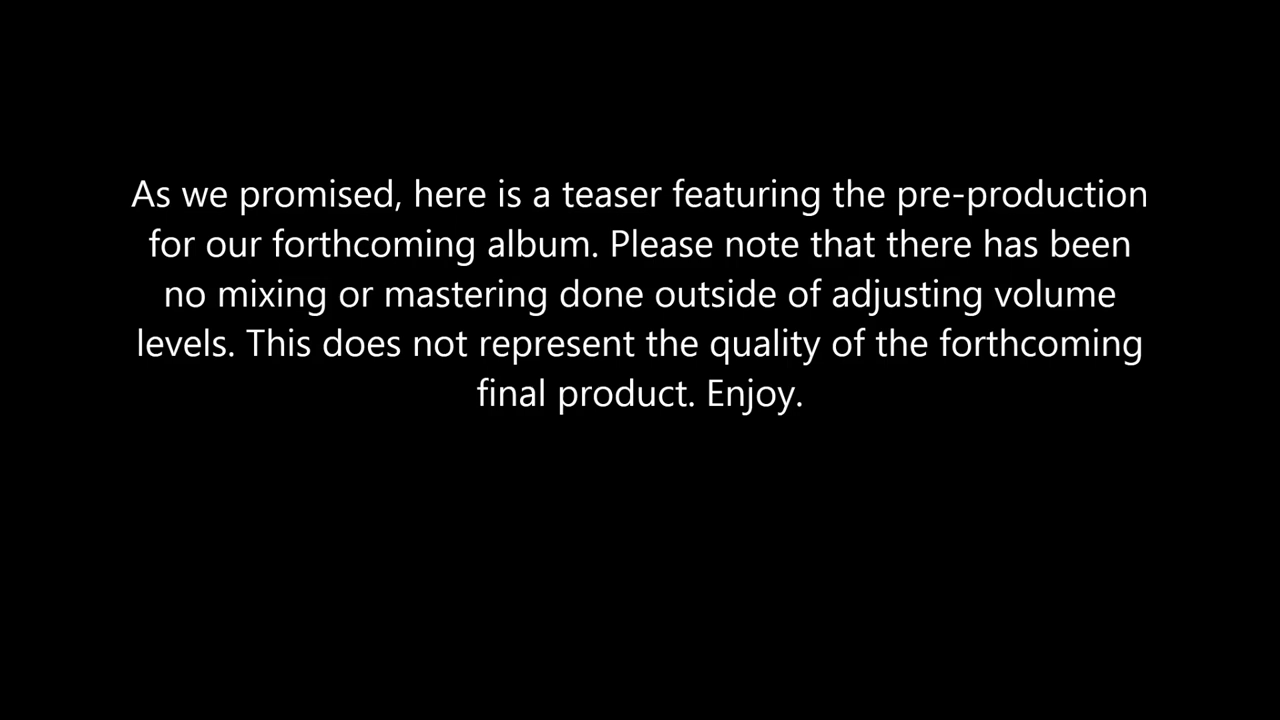 As we promised, here is a teaser featuring the pre-production
for our forthcoming album. Please note that there has been
no mixing or mastering done outside of adjusting volume
levels. This does not represent the quality of the forthcoming
final product. Enjoy.